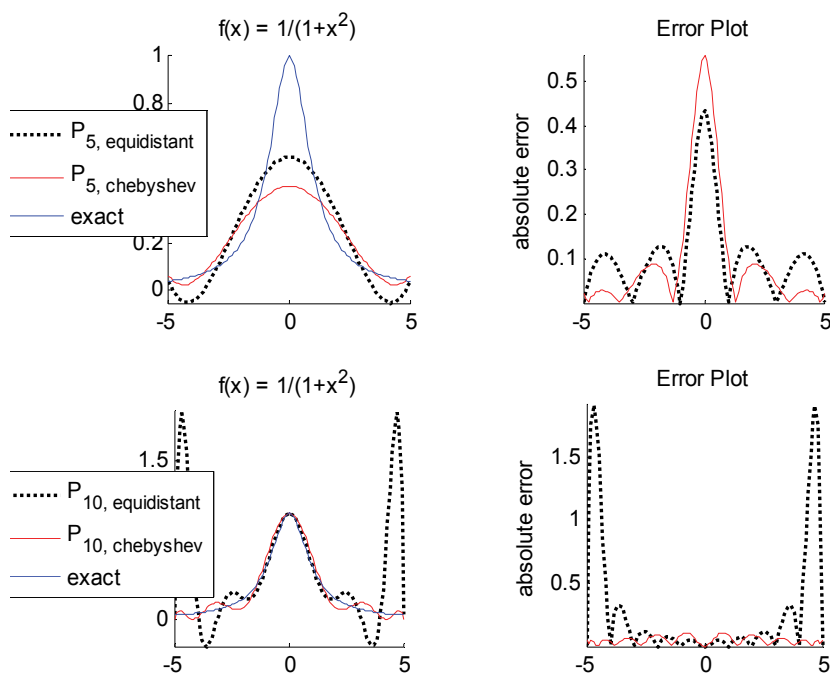 f(x) = 1/(1+x²)
1
0.8
P5, equidistant
P5, chebyshev
exact
0.2
0
-5 0 5
Error Plot
absolute error
0.5
0.4
0.3
0.2
0.1
-5 0 5
f(x) = 1/(1+x²)
1.5
P10, equidistant
P10, chebyshev
exact
0
-5 0 5
Error Plot
absolute error
1.5
1
0.5
-5 0 5